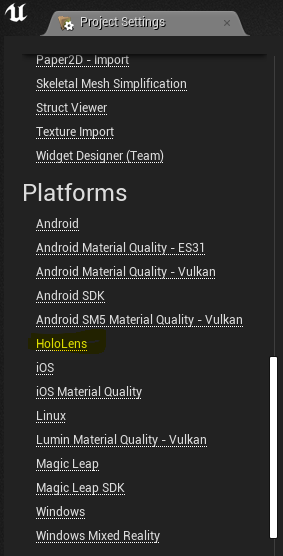 Project Settings
Paper2D - Import
Skeletal Mesh Simplification
Struct Viewer
Texture Import
Widget Designer (Team)
Platforms
Android
Android Material Quality - ES31
Android Material Quality - Vulkan
Android SDK
Android SM5 Material Quality - Vulkan
HoloLens
iOS
iOS Material Quality
Linux
Lumin Material Quality - Vulkan
Magic Leap
Magic Leap SDK
Windows
Windows Mixed Reality